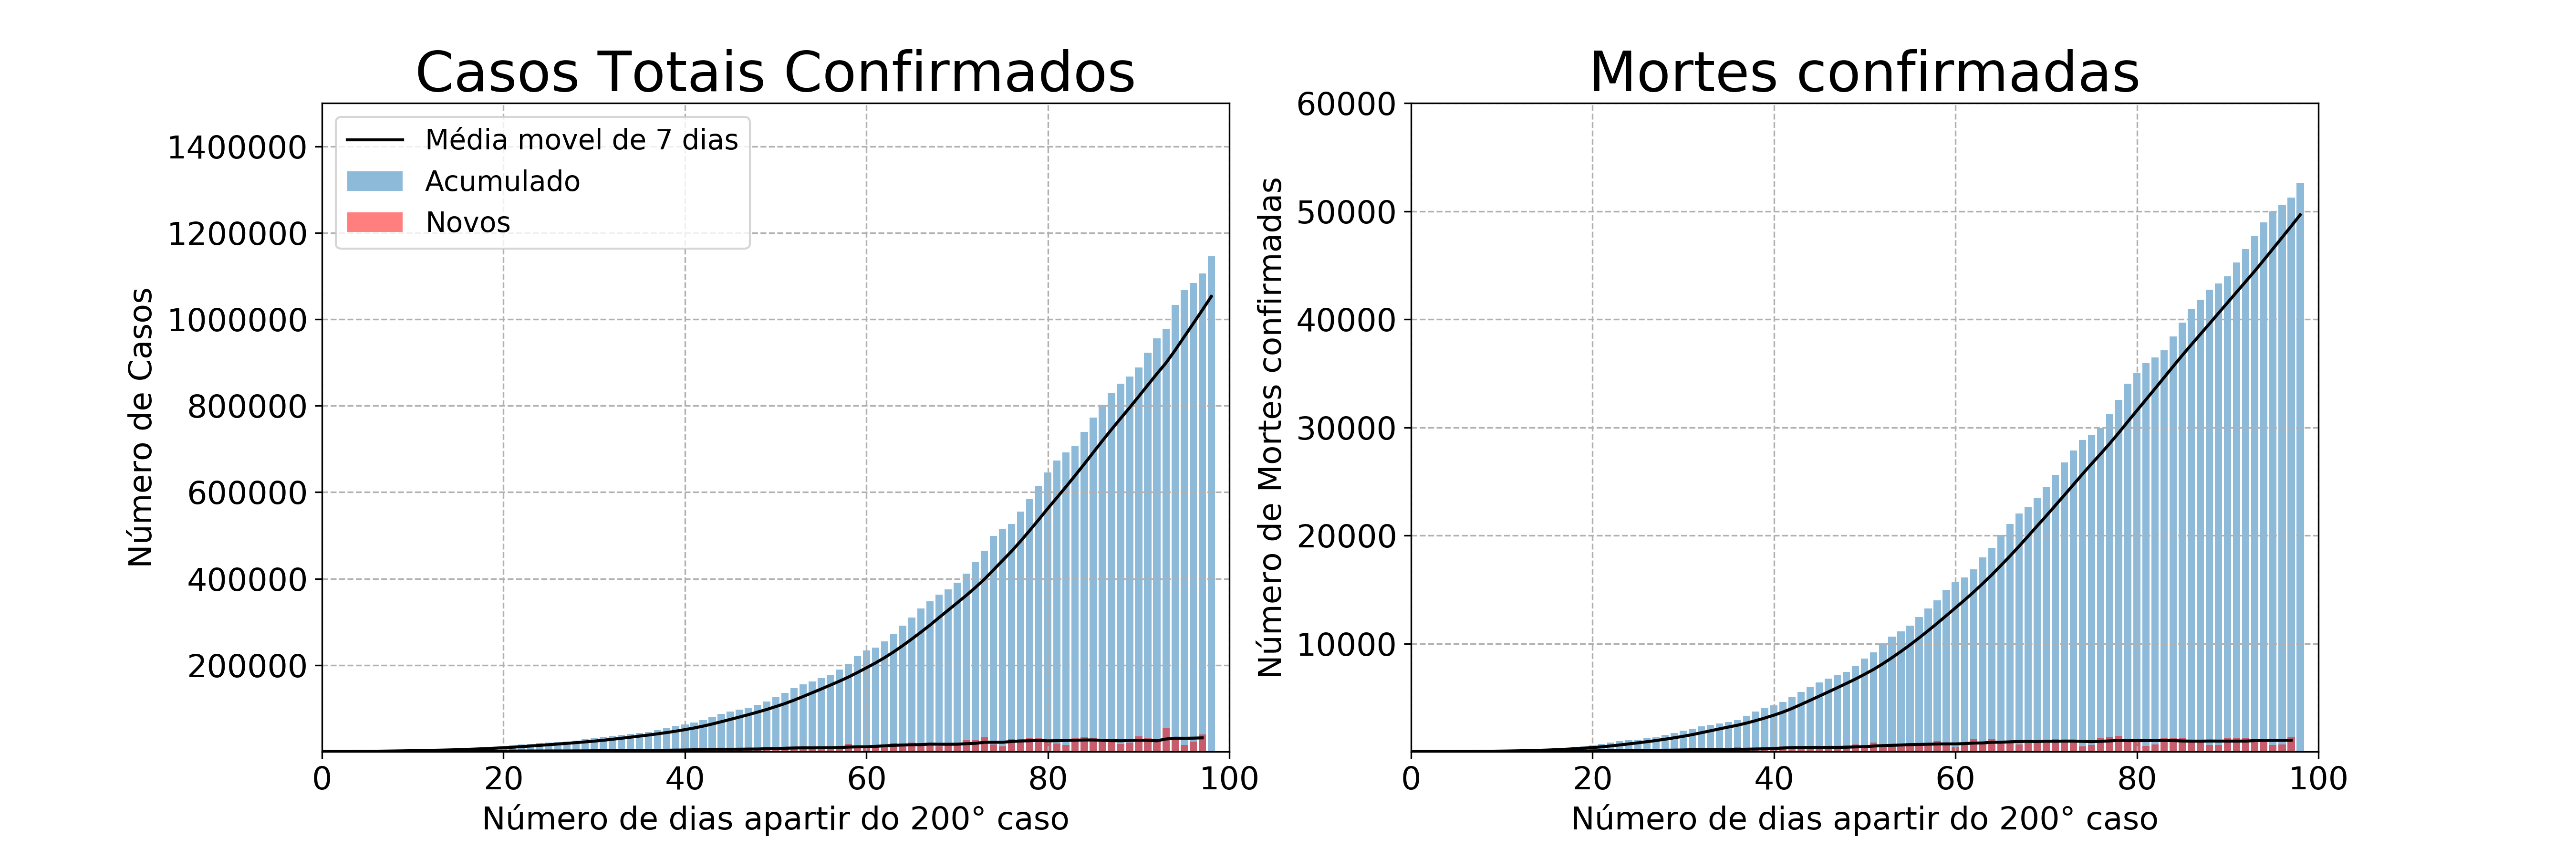 Casos Totais Confirmados
1400000
1200000
1000000
800000
600000
400000
200000
Número de Casos
Média movel de 7 dias
Acumulado
Novos
0 20 40 60 80 100
Número de dias apartir do 200° caso
Mortes confirmadas
60000
50000
40000
30000
20000
10000
Número de Mortes confirmadas
0 20 40 60 80 100
Número de dias apartir do 200° caso